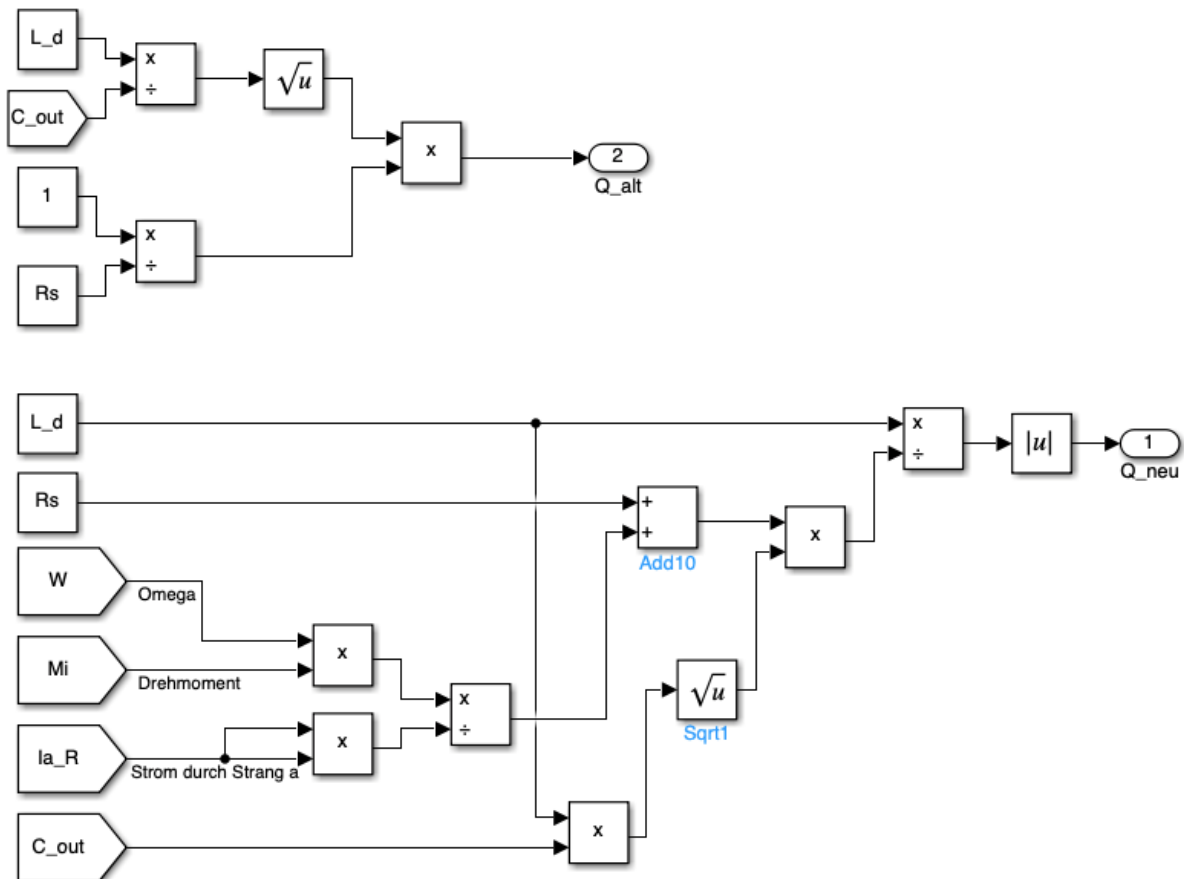 L_d
x
÷
√u
C_out
x
2
Q_alt
1
x
÷
Rs
L_d
x
÷
|u|
1
Q_neu
Rs
+
+
Add10
x
W
Omega
x
Mi
Drehmoment
x
÷
√u
Sqrt1
Ia_R
x
Strom durch Strang a
C_out
x